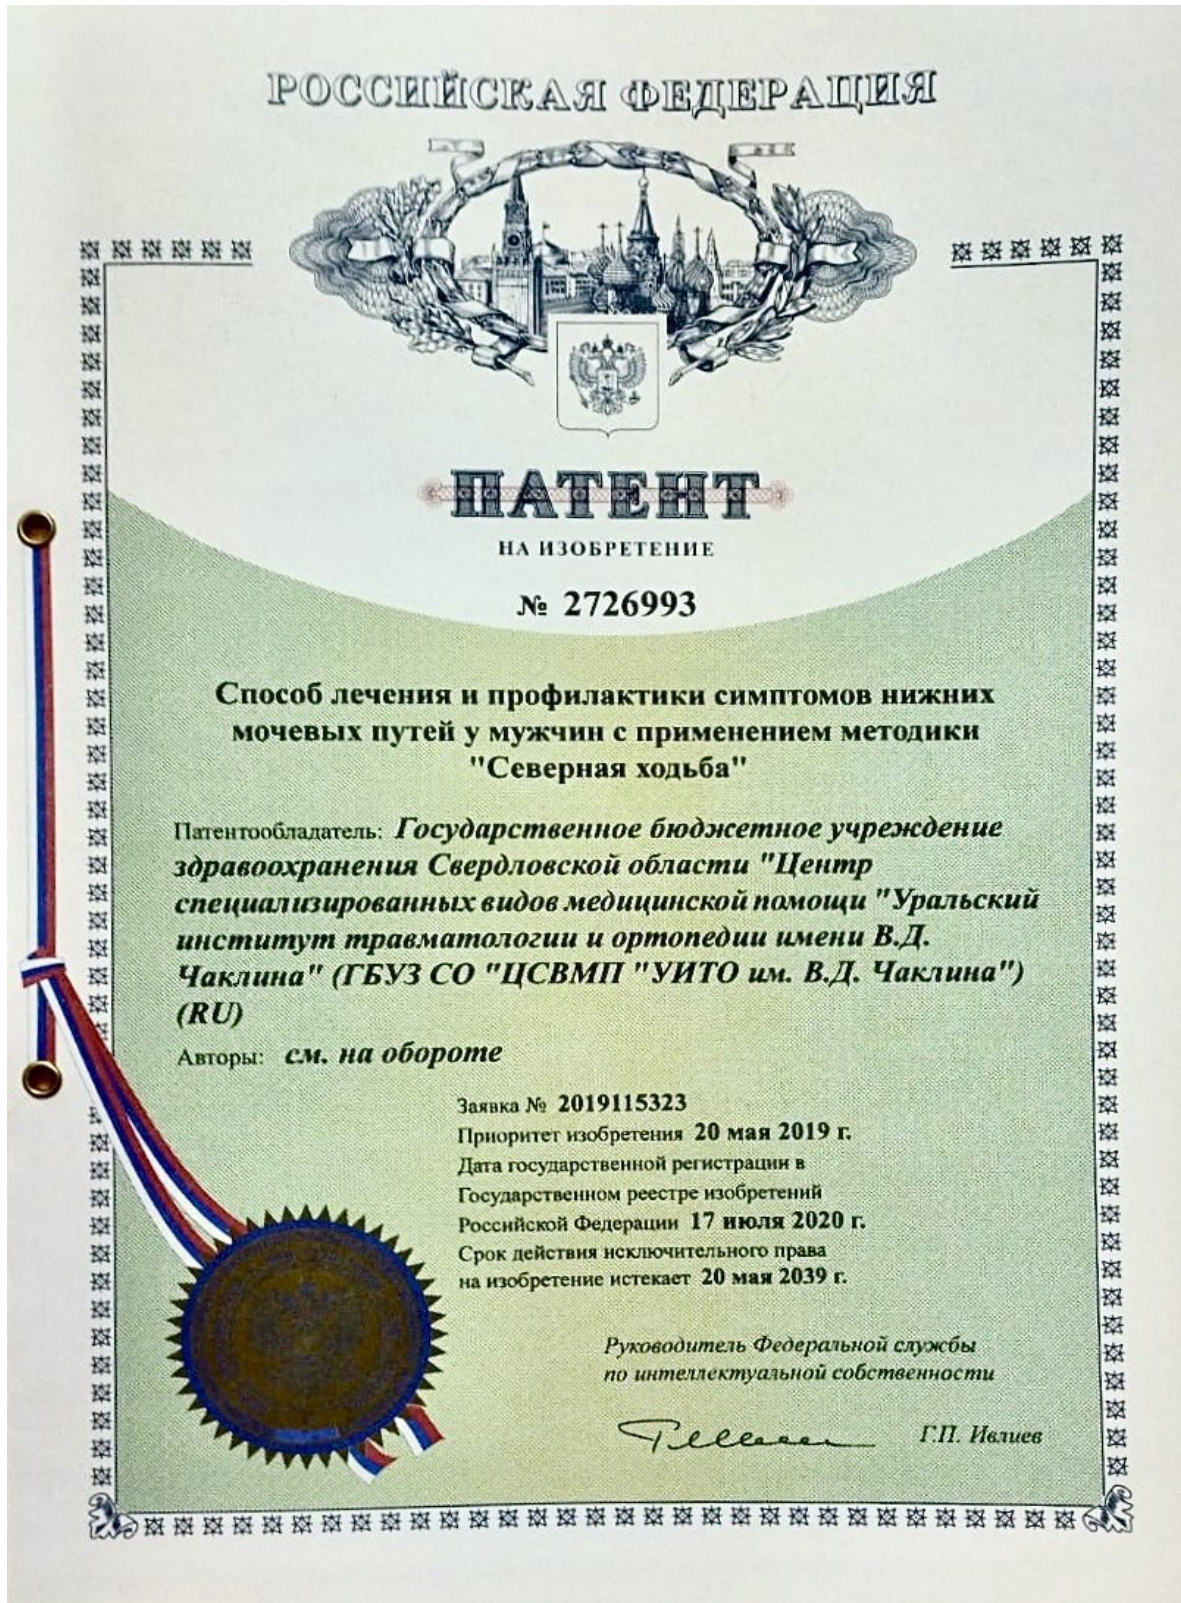 РОССИЙСКАЯ ФЕДЕРАЦИЯ
ПАТЕНТ
НА ИЗОБРЕТЕНИЕ
№ 2726993
Способ лечения и профилактики симптомов нижних
мочевых путей у мужчин с применением методики
"Северная ходьба"
Патентообладатель: Государственное бюджетное учреждение
здравоохранения Свердловской области "Центр
специализированных видов медицинской помощи "Уральский
институт травматологии и ортопедии имени В.Д.
Чаклина" (ГБУЗ СО "ЦСВМП "УИТО им. В.Д. Чаклина")
(RU)
Авторы: см. на обороте
Заявка № 2019115323
Приоритет изобретения 20 мая 2019 г.
Дата государственной регистрации в
Государственном реестре изобретений
Российской Федерации 17 июля 2020 г.
Срок действия исключительного права
на изобретение истекает 20 мая 2039 г.
Руководитель Федеральной службы
по интеллектуальной собственности
Г.П. Ивлиев